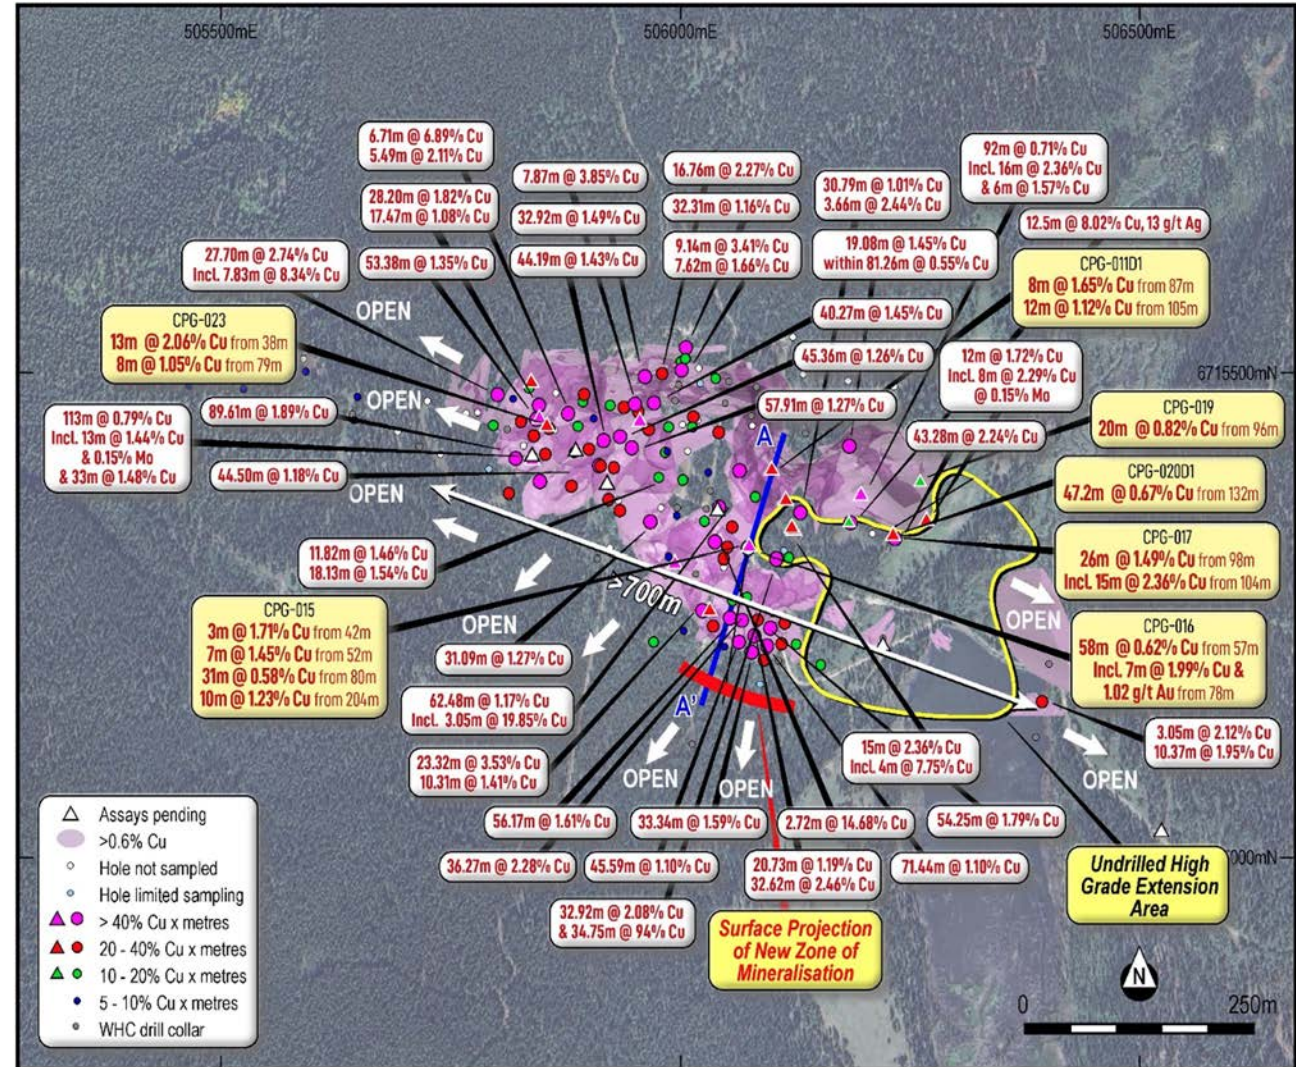 505500mE
506000mE
506500mE
6.71m @ 6.89% Cu
5.49m @ 2.11% Cu
7.87m @ 3.85% Cu
16.76m @ 2.27% Cu
30.79m @ 1.01% Cu
3.66m @ 2.44% Cu
92m @ 0.71% Cu
Incl. 16m @ 2.36% Cu
& 6m @ 1.57% Cu
28.20m @ 1.82% Cu
17.47m @ 1.08% Cu
32.92m @ 1.49% Cu
32.31m @ 1.16% Cu
12.5m @ 8.02% Cu, 13 g/t Ag
27.70m @ 2.74% Cu
Incl. 7.83m @ 8.34% Cu
53.38m @ 1.35% Cu
44.19m @ 1.43% Cu
9.14m @ 3.41% Cu
7.62m @ 1.66% Cu
19.08m @ 1.45% Cu
within 81.26m @ 0.55% Cu
CPG-011D1
8m @ 1.65% Cu from 87m
12m @ 1.12% Cu from 105m
OPEN
CPG-023
13m @ 2.06% Cu from 38m
8m @ 1.05% Cu from 79m
40.27m @ 1.45% Cu
45.36m @ 1.26% Cu
12m @ 1.72% Cu
Incl. 8m @ 2.29% Cu
@ 0.15% Mo
6715500mN
OPEN
113m @ 0.79% Cu
Incl. 13m @ 1.44% Cu
& 0.15% Mo
& 33m @ 1.48% Cu
89.61m @ 1.89% Cu
57.91m @ 1.27% Cu
CPG-019
20m @ 0.82% Cu from 96m
A
43.28m @ 2.24% Cu
44.50m @ 1.18% Cu
OPEN
CPG-020D1
47.2m @ 0.67% Cu from 132m
11.82m @ 1.46% Cu
18.13m @ 1.54% Cu
CPG-017
26m @ 1.49% Cu from 98m
Incl. 15m @ 2.36% Cu from 104m
>700m
CPG-015
3m @ 1.71% Cu from 42m
7m @ 1.45% Cu from 52m
31m @ 0.58% Cu from 80m
10m @ 1.23% Cu from 204m
OPEN
OPEN
CPG-016
58m @ 0.62% Cu from 57m
Incl. 7m @ 1.99% Cu &
1.02 g/t Au from 78m
31.09m @ 1.27% Cu
62.48m @ 1.17% Cu
Incl. 3.05m @ 19.85% Cu
A'
3.05m @ 2.12% Cu
10.37m @ 1.95% Cu
23.32m @ 3.53% Cu
10.31m @ 1.41% Cu
15m @ 2.36% Cu
Incl. 4m @ 7.75% Cu
OPEN
OPEN
OPEN
56.17m @ 1.61% Cu
33.34m @ 1.59% Cu
2.72m @ 14.68% Cu
54.25m @ 1.79% Cu
36.27m @ 2.28% Cu
45.59m @ 1.10% Cu
20.73m @ 1.19% Cu
32.62m @ 2.46% Cu
71.44m @ 1.10% Cu
Undrilled High
Grade Extension
Area
000mN
32.92m @ 2.08% Cu
& 34.75m @ 94% Cu
Surface Projection
of New Zone of
Mineralisation
Assays pending
>0.6% Cu
Hole not sampled
Hole limited sampling
> 40% Cu x metres
20 - 40% Cu x metres
10 - 20% Cu x metres
5 - 10% Cu x metres
WHC drill collar
N
0
250m